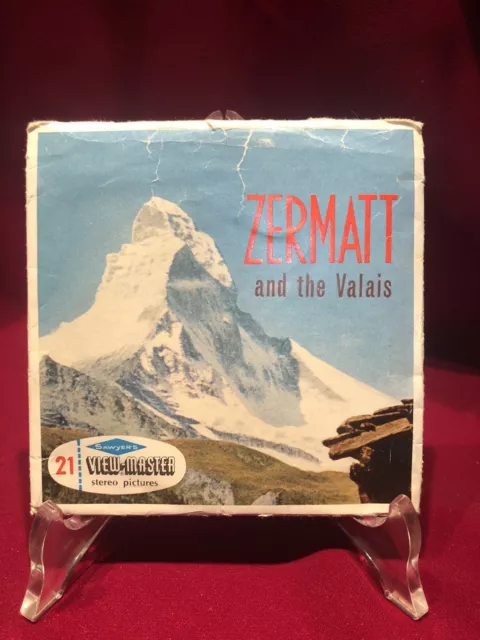 ZERMATT
and the Valais
SAWYER'S
21 VIEW-MASTER
stereo pictures